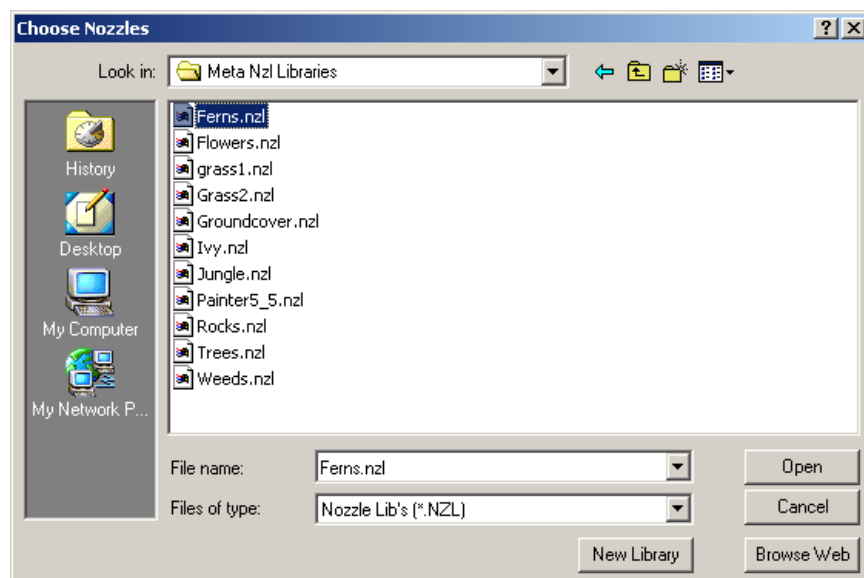 Choose Nozzles
Look in: Meta Nzl Libraries
History
Desktop
My Computer
My Network P...
Ferns.nzl
Flowers.nzl
grass1.nzl
Grass2.nzl
Groundcover.nzl
Ivy.nzl
Jungle.nzl
Painter5_5.nzl
Rocks.nzl
Trees.nzl
Weeds.nzl
File name: Ferns.nzl Open
Files of type: Nozzle Lib's (*.NZL) Cancel
New Library Browse Web